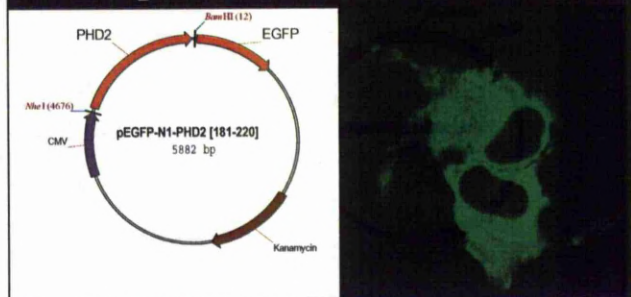 BamHI (12)
PHD2
EGFP
NheI (4676)
CMV
pEGFP-N1-PHD2 [181-220]
5882 bp
Kanamycin